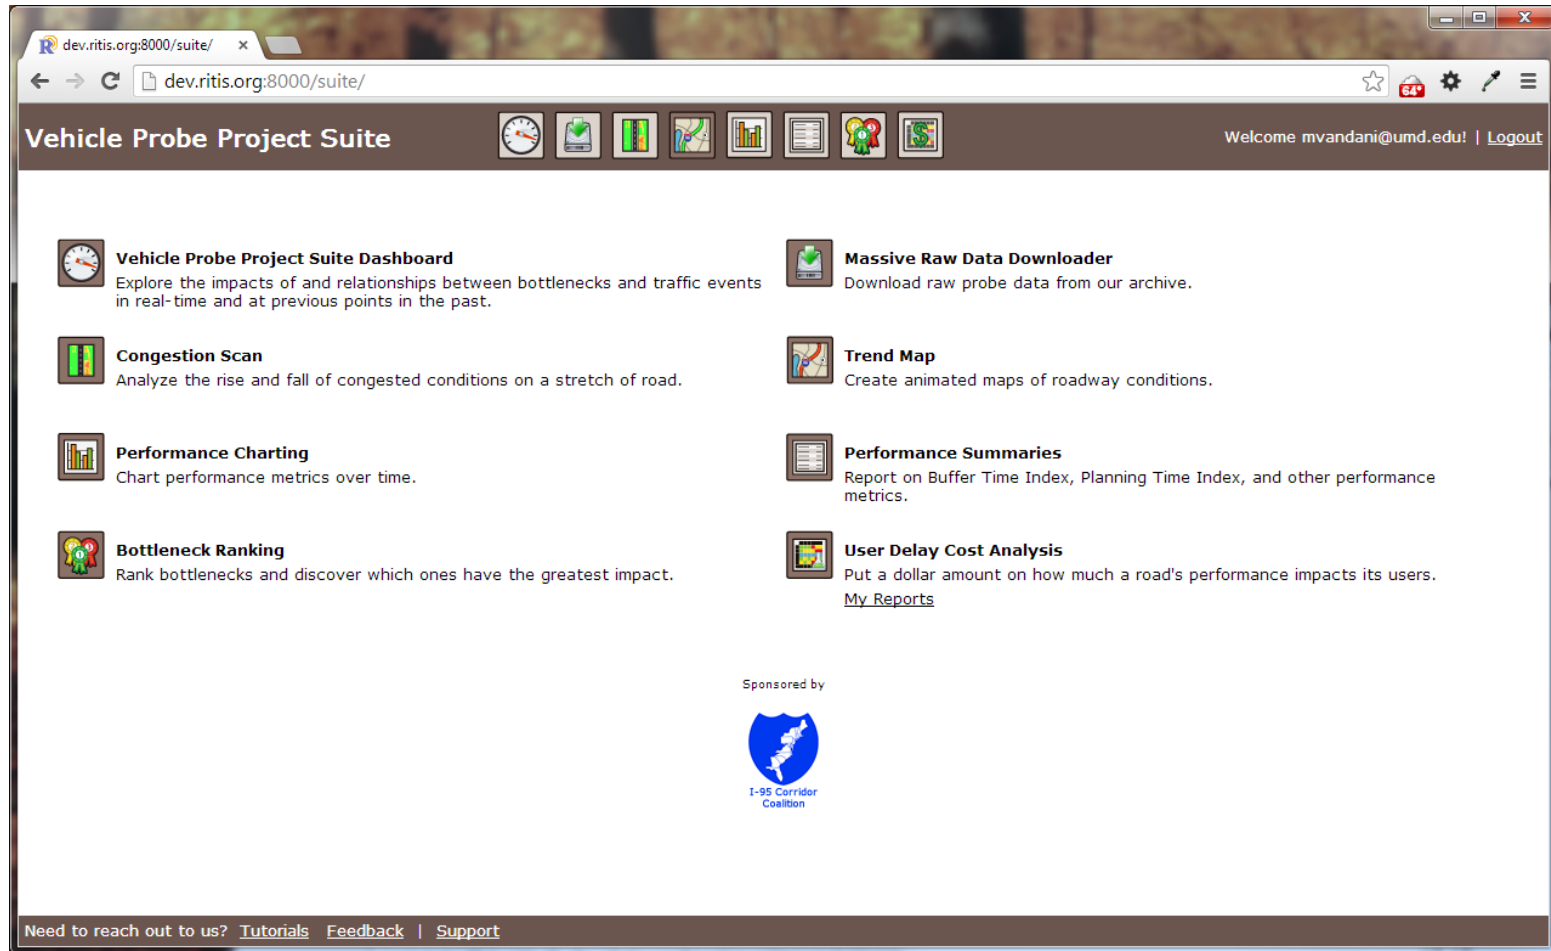 dev.ritis.org:8000/suite/
dev.ritis.org:8000/suite/
64°
Vehicle Probe Project Suite
Welcome mvandani@umd.edu! | Logout
Vehicle Probe Project Suite Dashboard
Explore the impacts of and relationships between bottlenecks and traffic events
in real-time and at previous points in the past.
Massive Raw Data Downloader
Download raw probe data from our archive.
Congestion Scan
Analyze the rise and fall of congested conditions on a stretch of road.
Trend Map
Create animated maps of roadway conditions.
Performance Charting
Chart performance metrics over time.
Performance Summaries
Report on Buffer Time Index, Planning Time Index, and other performance
metrics.
Bottleneck Ranking
Rank bottlenecks and discover which ones have the greatest impact.
User Delay Cost Analysis
Put a dollar amount on how much a road's performance impacts its users.
My Reports
Sponsored by
I-95 Corridor
Coalition
Need to reach out to us? Tutorials Feedback | Support